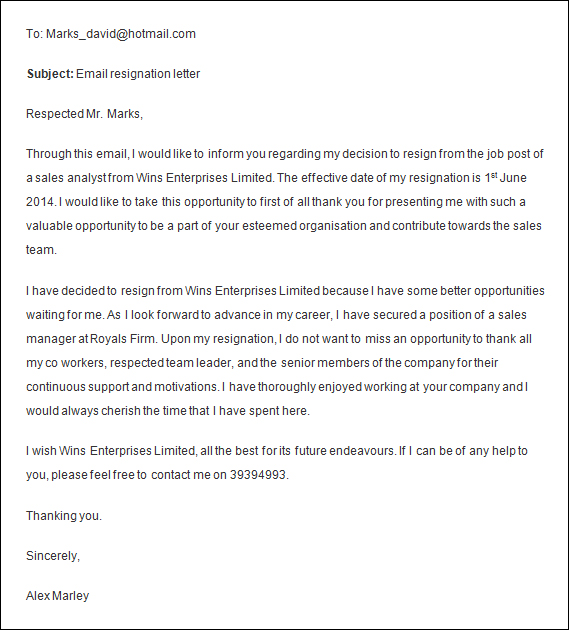 To: Marks_david@hotmail.com
Subject: Email resignation letter
Respected Mr. Marks,
Through this email, I would like to inform you regarding my decision to resign from the job post of
a sales analyst from Wins Enterprises Limited. The effective date of my resignation is 1st June
2014. I would like to take this opportunity to first of all thank you for presenting me with such a
valuable opportunity to be a part of your esteemed organisation and contribute towards the sales
team.
I have decided to resign from Wins Enterprises Limited because I have some better opportunities
waiting for me. As I look forward to advance in my career, I have secured a position of a sales
manager at Royals Firm. Upon my resignation, I do not want to miss an opportunity to thank all
my co workers, respected team leader, and the senior members of the company for their
continuous support and motivations. I have thoroughly enjoyed working at your company and I
would always cherish the time that I have spent here.
I wish Wins Enterprises Limited, all the best for its future endeavours. If I can be of any help to
you, please feel free to contact me on 39394993.
Thanking you.
Sincerely,
Alex Marley